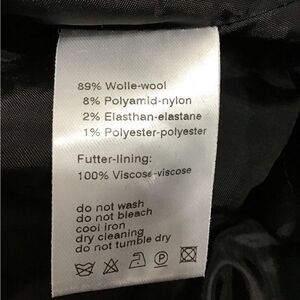 89% Wolle-wool
8% Polyamid-nylon
2% Elasthan-elastane
1% Polyester-polyester
Futter-lining:
100% Viscose-viscose
do not wash
do not bleach
cool iron
dry cleaning
do not tumble dry
P